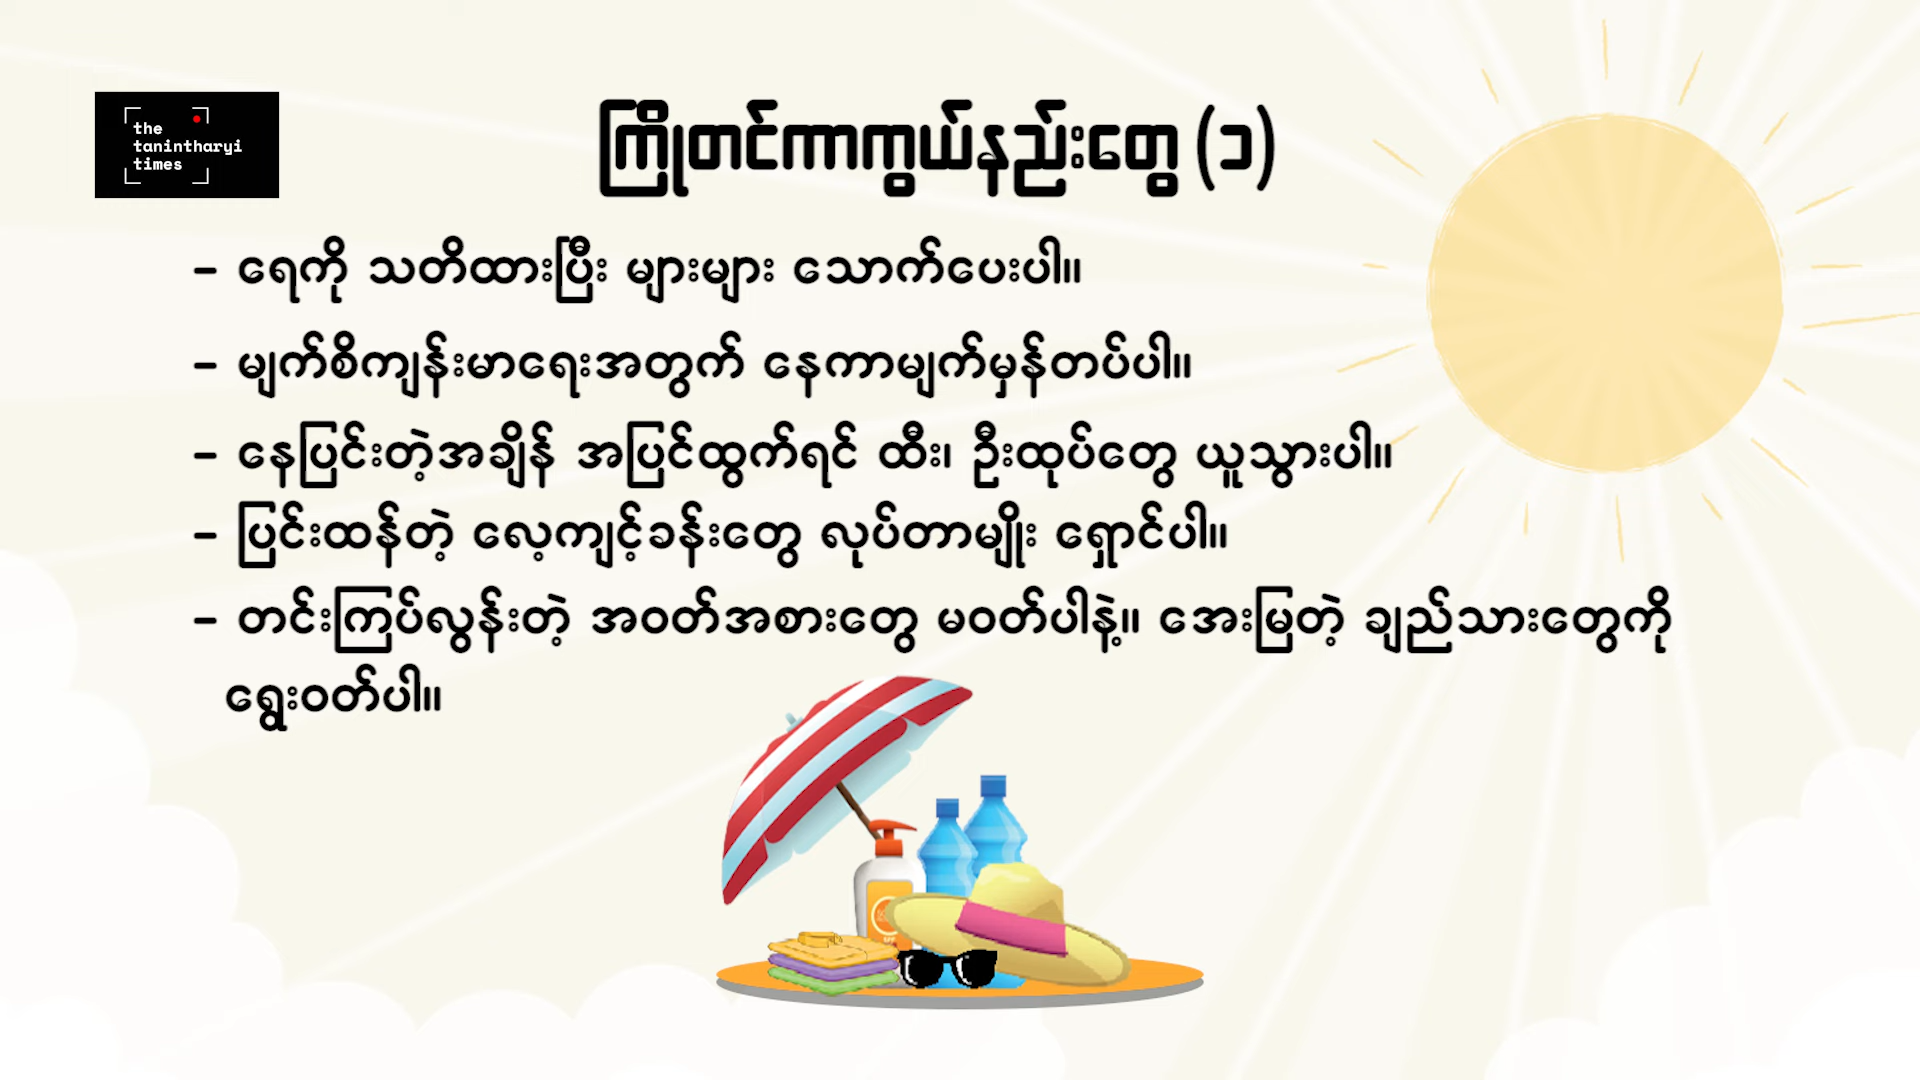 the
tanintharyi
times
ကြိုတင်ကာကွယ်နည်းတွေ (၁)
- ရေကို သတိထားပြီး များများ သောက်ပေးပါ။
- မျက်စိကျန်းမာရေးအတွက် နေကာမျက်မှန်တပ်ပါ။
- နေပြင်းတဲ့အချိန် အပြင်ထွက်ရင် ထီး၊ ဦးထုပ်တွေ ယူသွားပါ။
- ပြင်းထန်တဲ့ လေ့ကျင့်ခန်းတွေ လုပ်တာမျိုး ရှောင်ပါ။
- တင်းကြပ်လွန်းတဲ့ အဝတ်အစားတွေ မဝတ်ပါနဲ့။ အေးမြတဲ့ ချည်သားတွေကို
ရွေးဝတ်ပါ။